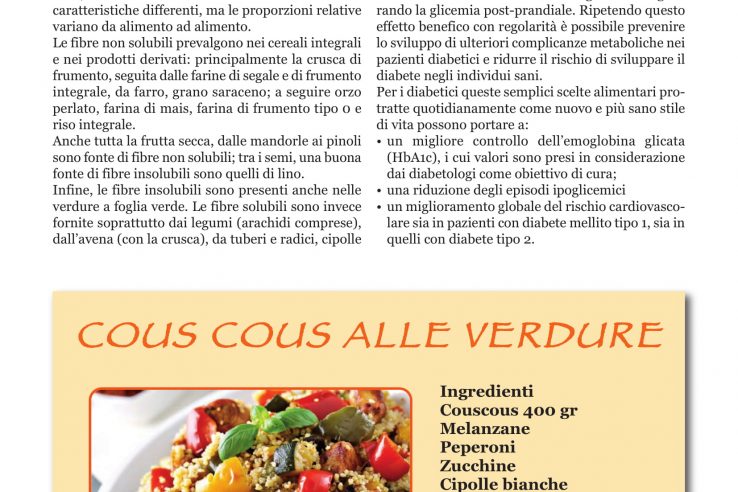 caratteristiche differenti, ma le proporzioni relative
variano da alimento ad alimento.
Le fibre non solubili prevalgono nei cereali integrali
e nei prodotti derivati: principalmente la crusca di
frumento, seguita dalle farine di segale e di frumento
integrale, da farro, grano saraceno; a seguire orzo
perlato, farina di mais, farina di frumento tipo 0 e
riso integrale.
Anche tutta la frutta secca, dalle mandorle ai pinoli
sono fonte di fibre non solubili; tra i semi, una buona
fonte di fibre insolubili sono quelli di lino.
Infine, le fibre insolubili sono presenti anche nelle
verdure a foglia verde. Le fibre solubili sono invece
fornite soprattutto dai legumi (arachidi comprese),
dall'avena (con la crusca), da tuberi e radici, cipolle
rando la glicemia post-prandiale. Ripetendo questo
effetto benefico con regolarità è possibile prevenire
lo sviluppo di ulteriori complicanze metaboliche nei
pazienti diabetici e ridurre il rischio di sviluppare il
diabete negli individui sani.
Per i diabetici queste semplici scelte alimentari pro-
tratte quotidianamente come nuovo e più sano stile
di vita possono portare a:
• un migliore controllo dell'emoglobina glicata
(HbA1c), i cui valori sono presi in considerazione
dai diabetologi come obiettivo di cura;
• una riduzione degli episodi ipoglicemici
• un miglioramento globale del rischio cardiovasco-
lare sia in pazienti con diabete mellito tipo 1, sia in
quelli con diabete tipo 2.
COUS COUS ALLE VERDURE
Ingredienti
Couscous 400 gr
Melanzane
Peperoni
Zucchine
Cipolle bianche